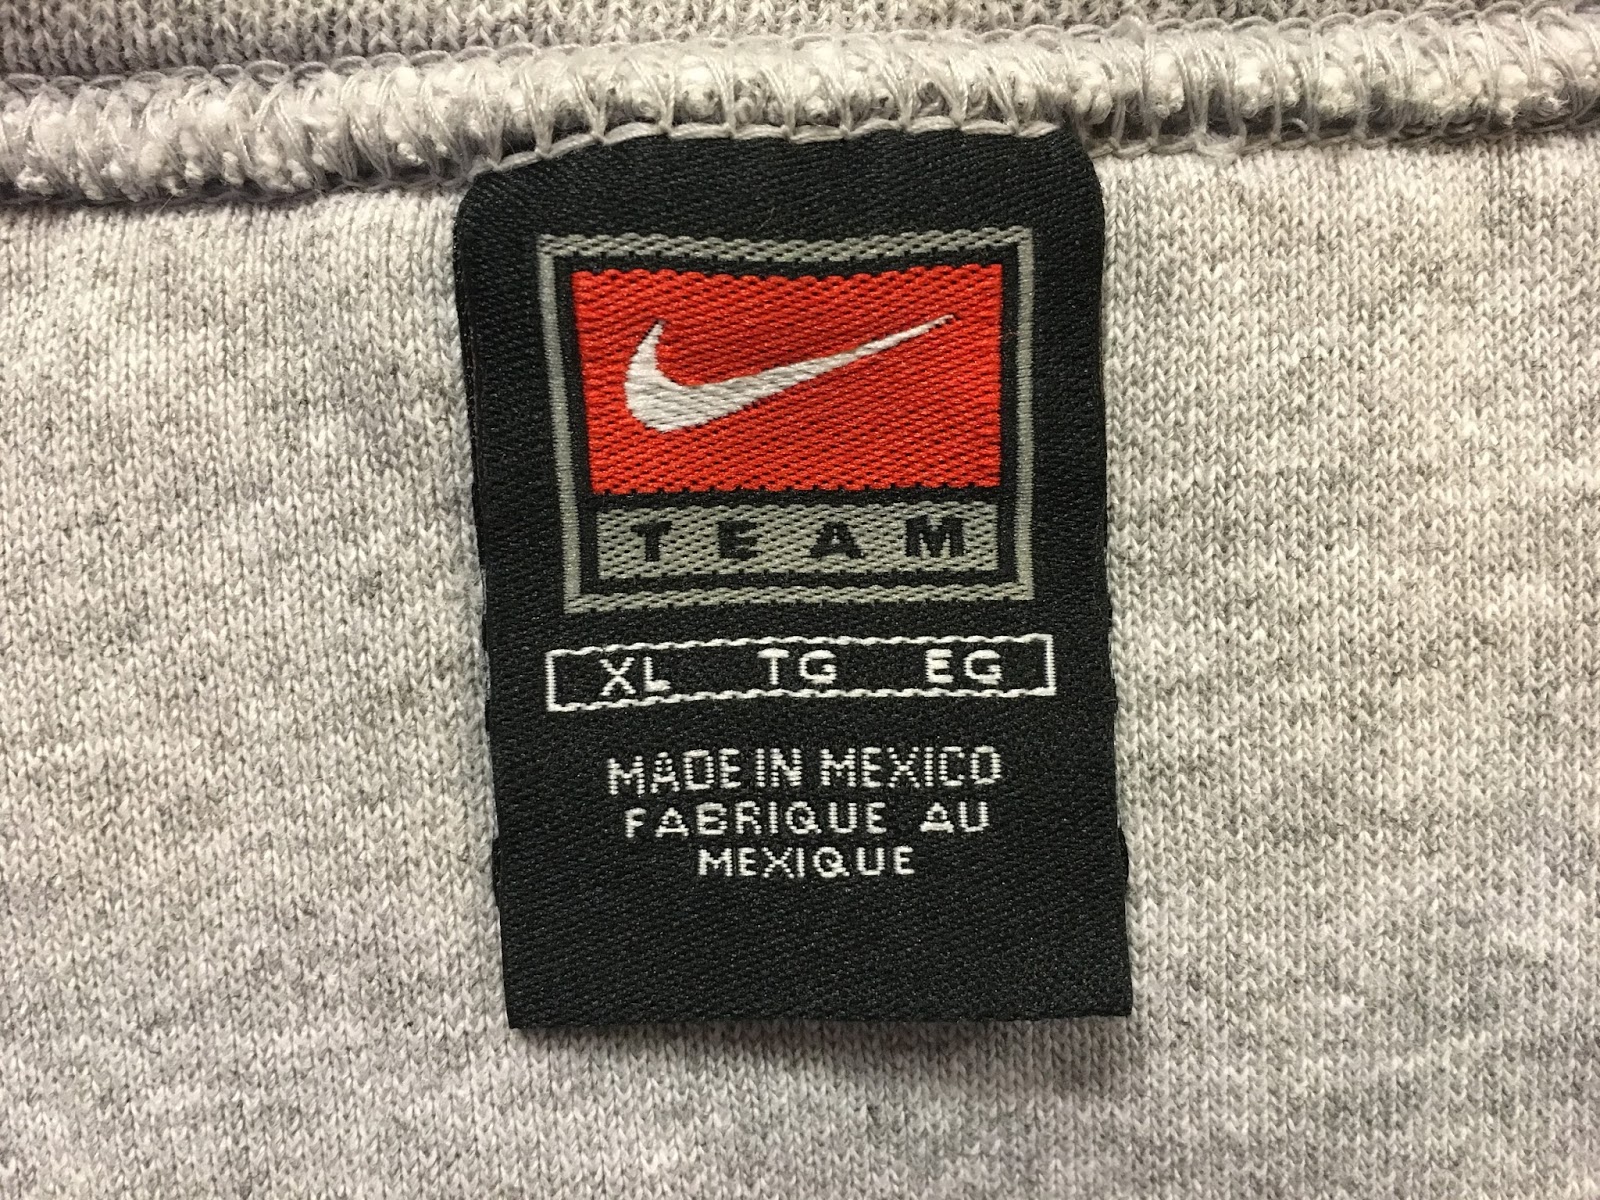 TEAM
XL TG EG
MADE IN MEXICO
FABRIQUE AU
MEXIQUE